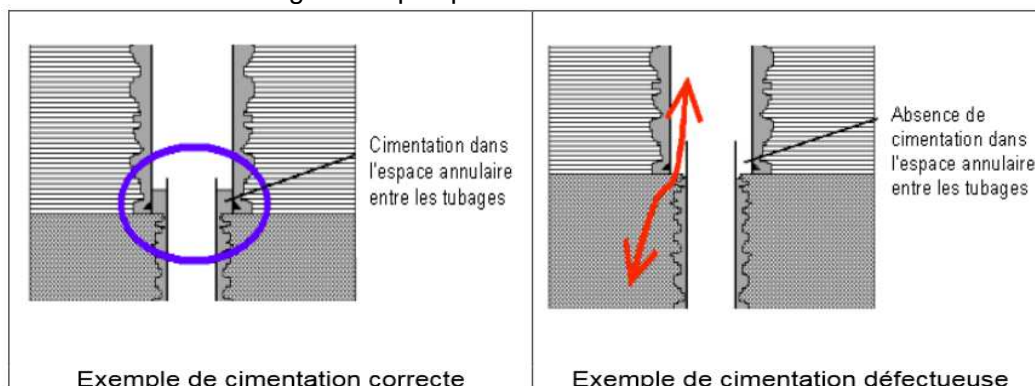 Cimentation dans
l'espace annulaire
entre les tubages
Absence de
cimentation dans
l'espace annulaire
entre les tubages
Exemple de cimentation correcte
Exemple de cimentation défectueuse